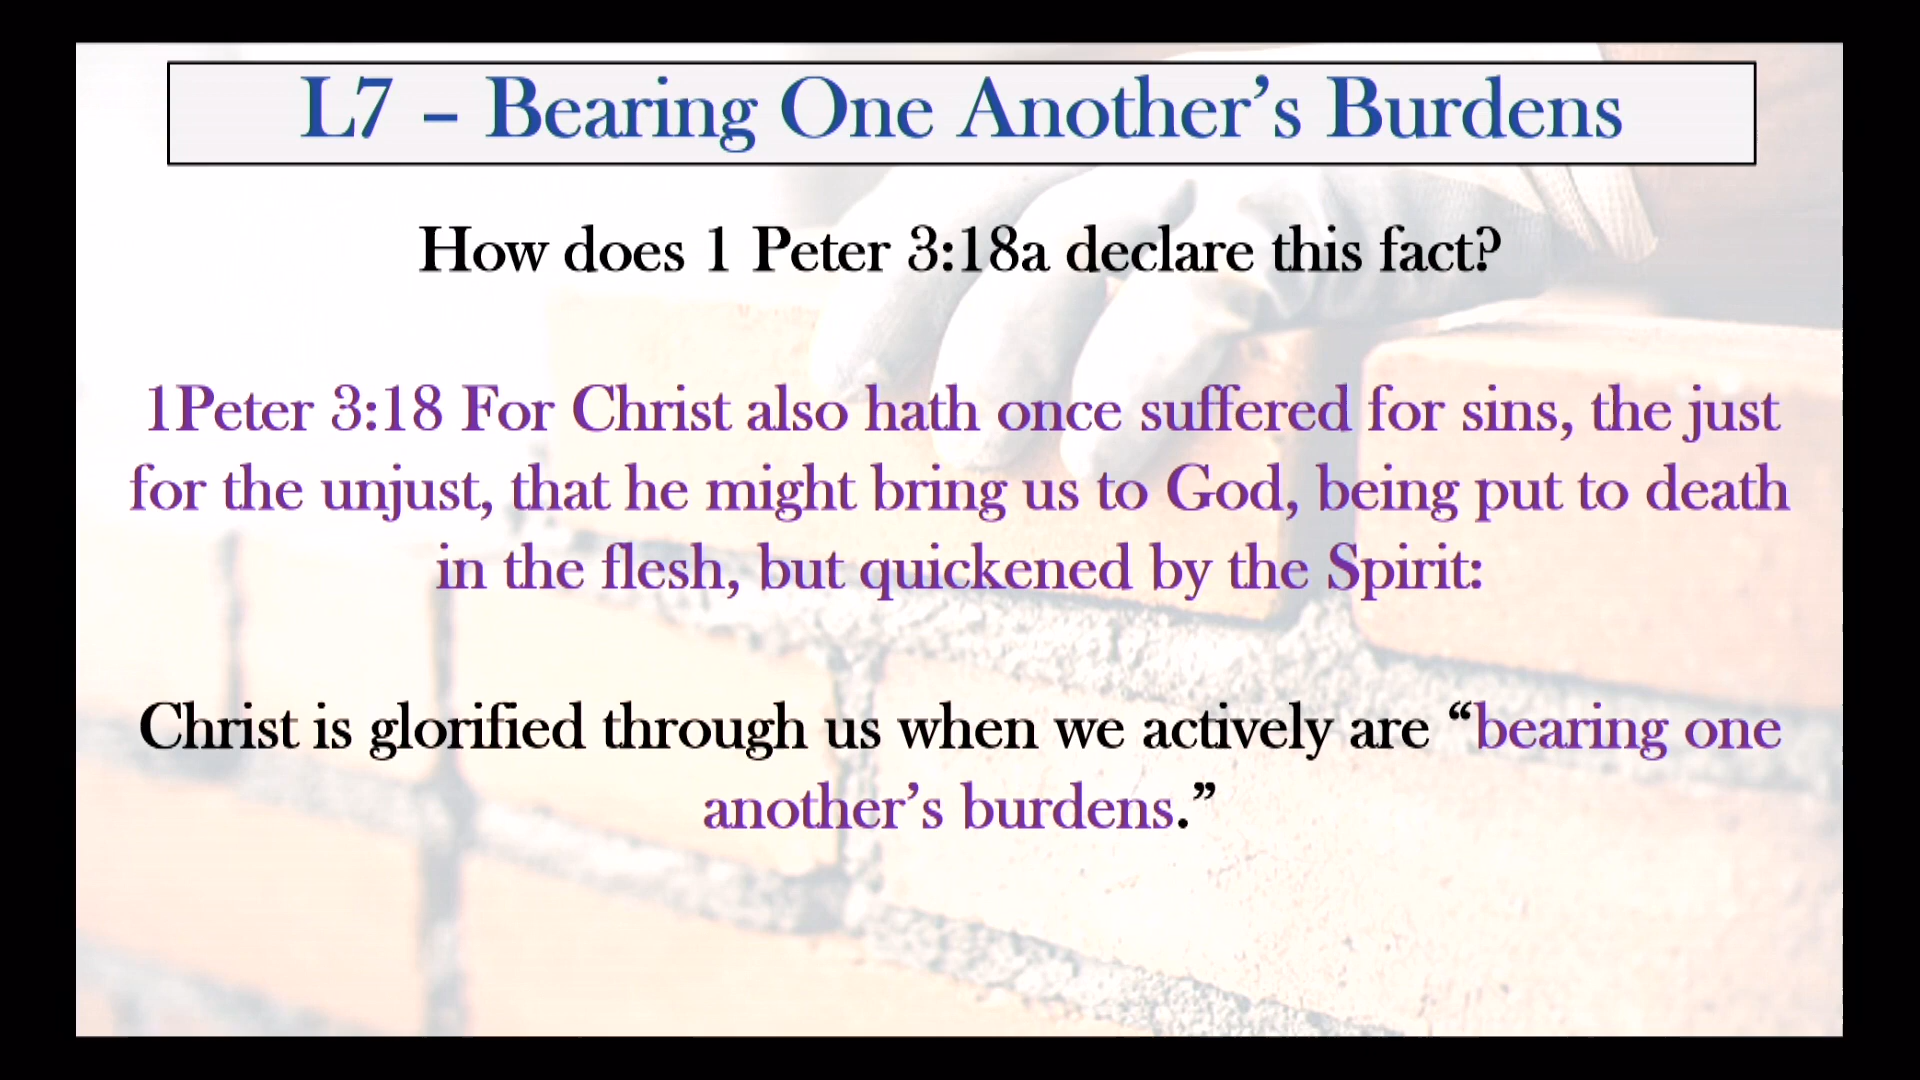 L7 – Bearing One Another’s Burdens
How does 1 Peter 3:18a declare this fact?
1Peter 3:18 For Christ also hath once suffered for sins, the just
for the unjust, that he might bring us to God, being put to death
in the flesh, but quickened by the Spirit:
Christ is glorified through us when we actively are “bearing one
another’s burdens.”